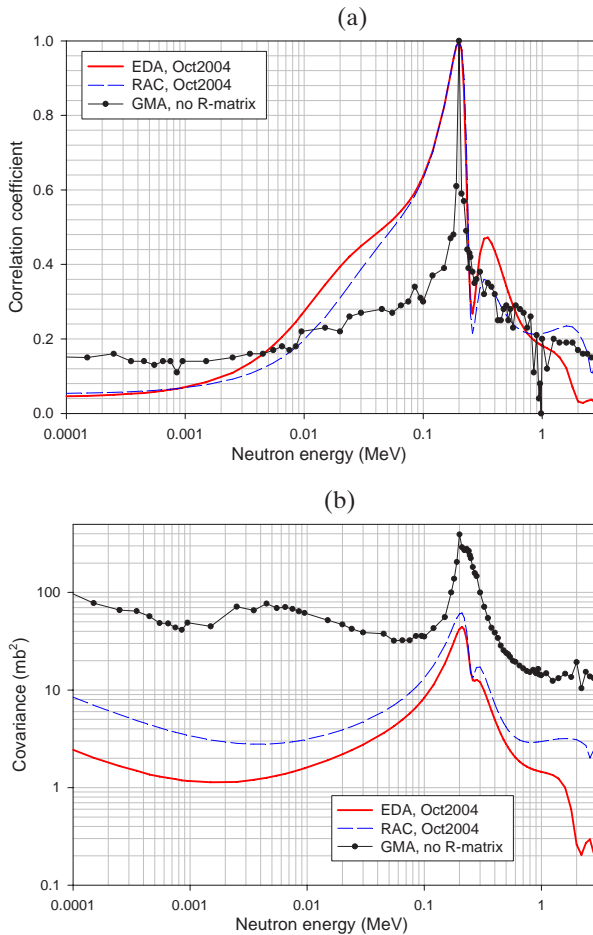 (a)
1.0
0.8
0.6
0.4
0.2
0.0
Correlation coefficient
EDA, Oct2004
RAC, Oct2004
GMA, no R-matrix
0.0001 0.001 0.01 0.1 1
Neutron energy (MeV)
(b)
100
10
1
0.1
Covariance (mb²)
EDA, Oct2004
RAC, Oct2004
GMA, no R-matrix
0.0001 0.001 0.01 0.1 1
Neutron energy (MeV)